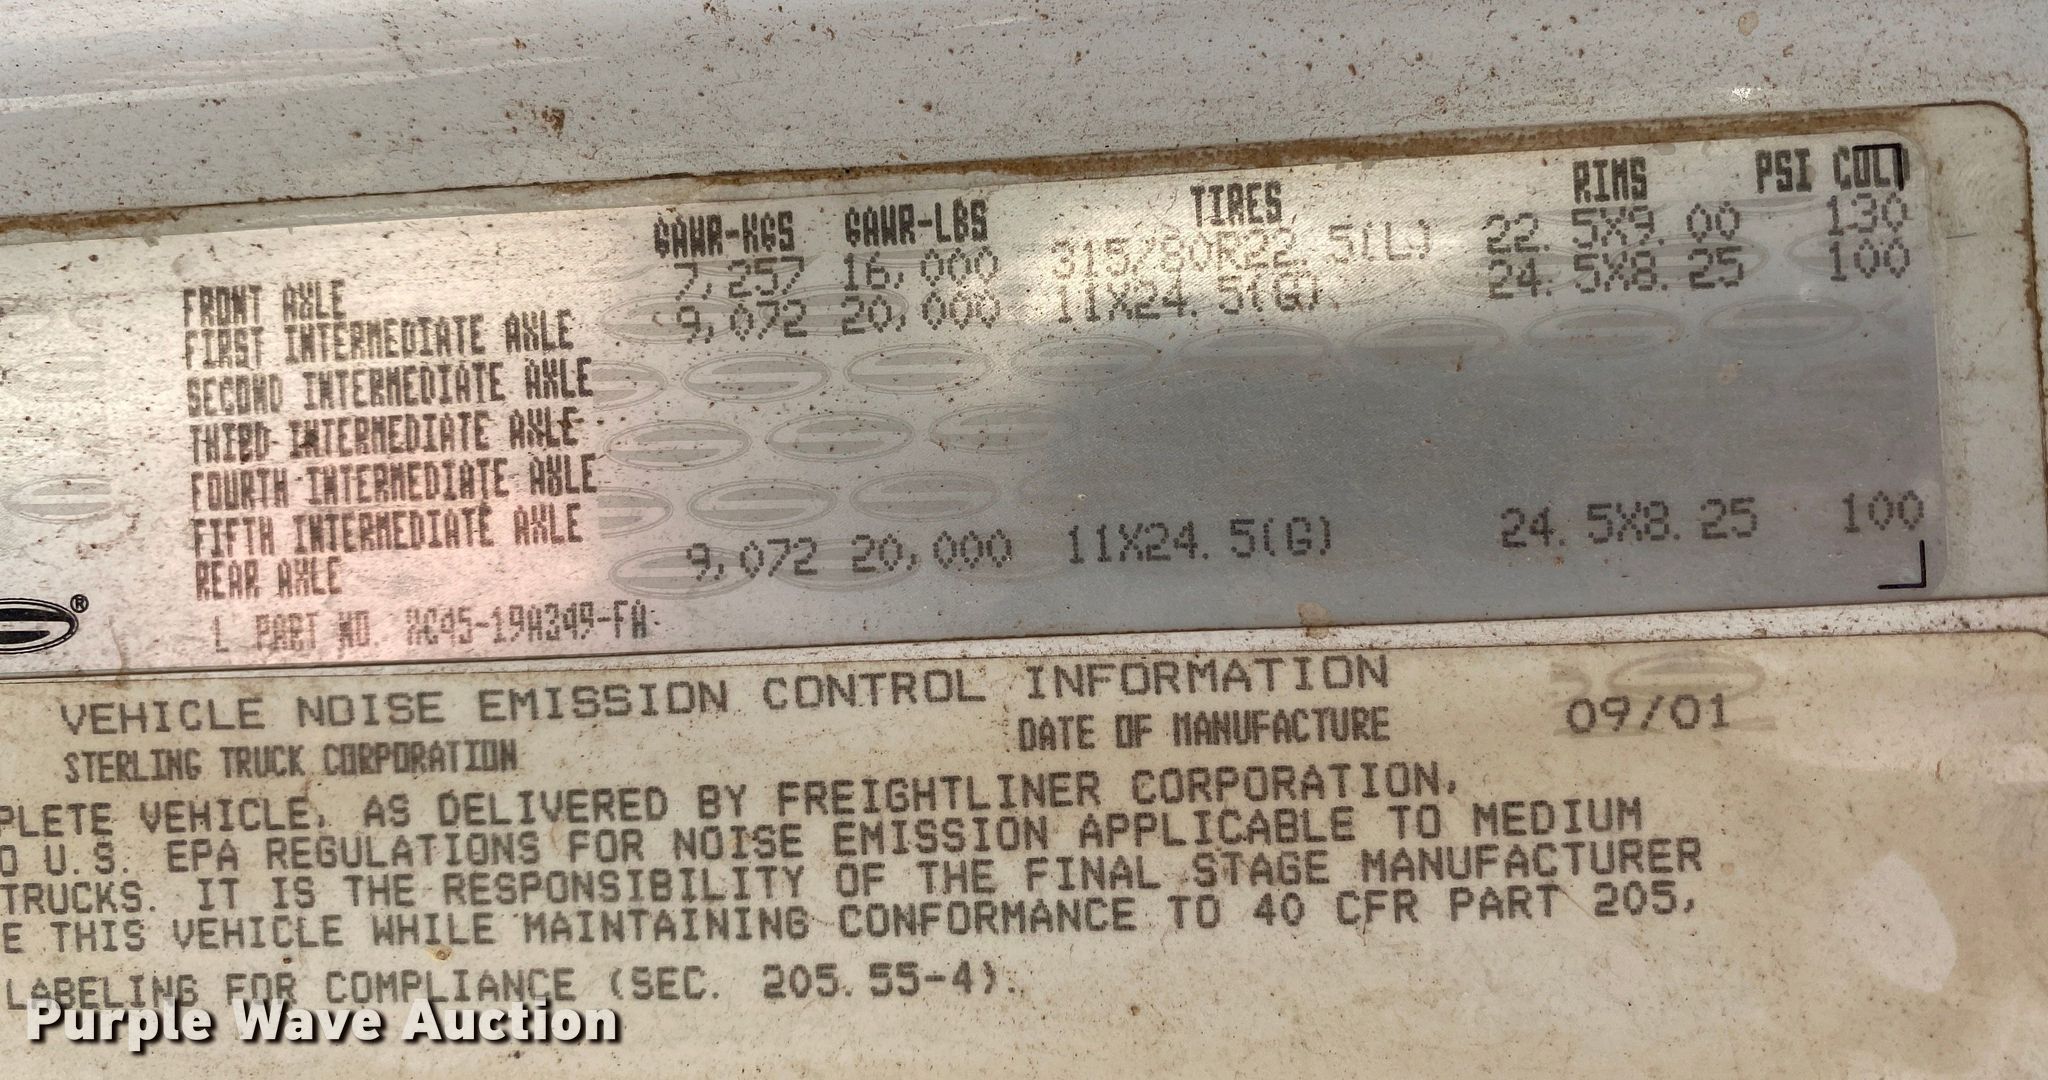 GAWR-KGS GAWR-LBS TIRES RIMS PSI COLD
FRONT AXLE 7,257 16,000 315/80R22.5(L) 22.5X9.00 130
FIRST INTERMEDIATE AXLE 9,072 20,000 11X24.5(G) 24.5X8.25 100
SECOND INTERMEDIATE AXLE
THIRD INTERMEDIATE AXLE
FOURTH INTERMEDIATE AXLE
FIFTH INTERMEDIATE AXLE
REAR AXLE 9,072 20,000 11X24.5(G) 24.5X8.25 100
L PART NO.
®
VEHICLE NOISE EMISSION CONTROL INFORMATION
STERLING TRUCK CORPORATION DATE OF MANUFACTURE 09/01
PLETE VEHICLE, AS DELIVERED BY FREIGHTLINER CORPORATION,
O U.S. EPA REGULATIONS FOR NOISE EMISSION APPLICABLE TO MEDIUM
TRUCKS. IT IS THE RESPONSIBILITY OF THE FINAL STAGE MANUFACTURER
E THIS VEHICLE WHILE MAINTAINING CONFORMANCE TO 40 CFR PART 205,
LABELING FOR COMPLIANCE (SEC. 205.55-4).
Purple Wave Auction